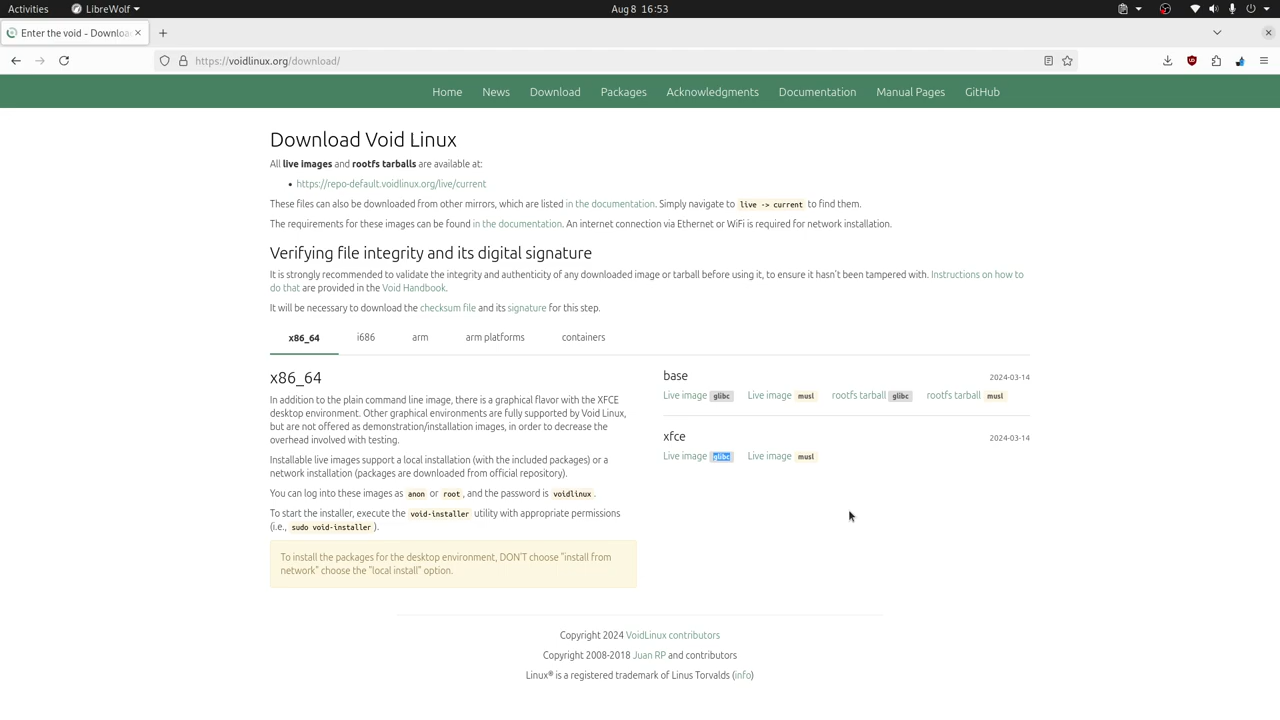 Activities
LibreWolf
Aug 8 16:53
Enter the void - Downloa
https://voidlinux.org/download/
Home News Download Packages Acknowledgments Documentation Manual Pages GitHub
Download Void Linux
All live images and rootfs tarballs are available at:
• https://repo-default.voidlinux.org/live/current
These files can also be downloaded from other mirrors, which are listed in the documentation. Simply navigate to live -> current to find them.
The requirements for these images can be found in the documentation. An internet connection via Ethernet or WiFi is required for network installation.
Verifying file integrity and its digital signature
It is strongly recommended to validate the integrity and authenticity of any downloaded image or tarball before using it, to ensure it hasn't been tampered with. Instructions on how to
do that are provided in the Void Handbook.
It will be necessary to download the checksum file and its signature for this step.
x86_64 i686 arm arm platforms containers
x86_64
In addition to the plain command line image, there is a graphical flavor with the XFCE
desktop environment. Other graphical environments are fully supported by Void Linux,
but are not offered as demonstration/installation images, in order to decrease the
overhead involved with testing.
Installable live images support a local installation (with the included packages) or a
network installation (packages are downloaded from official repository).
You can log into these images as anon or root, and the password is voidlinux.
To start the installer, execute the void-installer utility with appropriate permissions
(i.e., sudo void-installer ).
To install the packages for the desktop environment, DON'T choose "install from
network" choose the "local install" option.
base 2024-03-14
Live image glibc Live image musl rootfs tarball glibc rootfs tarball musl
xfce 2024-03-14
Live image glibc Live image musl
Copyright 2024 VoidLinux contributors
Copyright 2008-2018 Juan RP and contributors
Linux® is a registered trademark of Linus Torvalds (info)